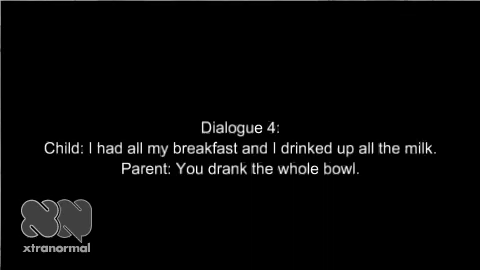 Dialogue 4:
Child: I had all my breakfast and I drinked up all the milk.
Parent: You drank the whole bowl.
XN
xtranormal